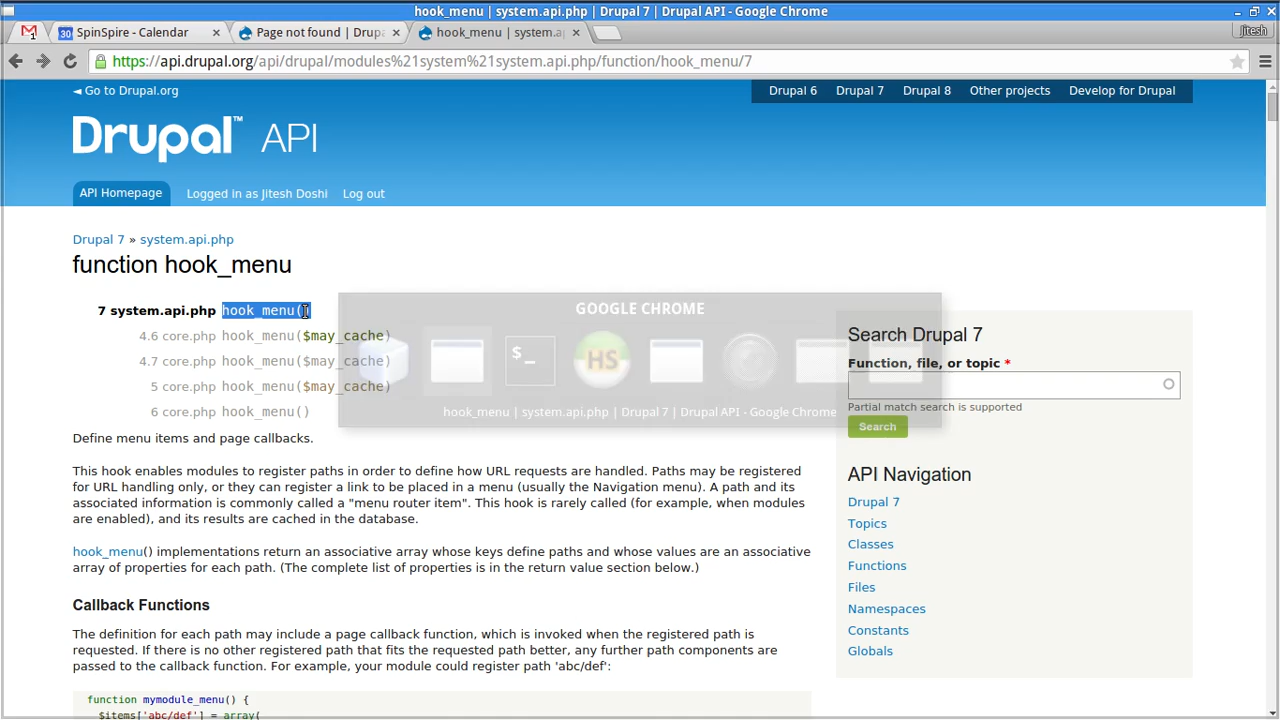 hook_menu | system.api.php | Drupal 7 | Drupal API - Google Chrome
1 30 SpinSpire - Calendar × Page not found | Drupa × hook_menu | system.a × Jitesh
https://api.drupal.org/api/drupal/modules%21system%21system.api.php/function/hook_menu/7
◄ Go to Drupal.org Drupal 6 Drupal 7 Drupal 8 Other projects Develop for Drupal
Drupal™ API
API Homepage Logged in as Jitesh Doshi Log out
Drupal 7 » system.api.php
function hook_menu
7 system.api.php hook_menu()
4.6 core.php hook_menu($may_cache)
4.7 core.php hook_menu($may_cache)
5 core.php hook_menu($may_cache)
6 core.php hook_menu()
GOOGLE CHROME
$_ HS
hook_menu | system.api.php | Drupal 7 | Drupal API - Google Chrome
Define menu items and page callbacks.
This hook enables modules to register paths in order to define how URL requests are handled. Paths may be registered
for URL handling only, or they can register a link to be placed in a menu (usually the Navigation menu). A path and its
associated information is commonly called a "menu router item". This hook is rarely called (for example, when modules
are enabled), and its results are cached in the database.
hook_menu() implementations return an associative array whose keys define paths and whose values are an associative
array of properties for each path. (The complete list of properties is in the return value section below.)
Callback Functions
The definition for each path may include a page callback function, which is invoked when the registered path is
requested. If there is no other registered path that fits the requested path better, any further path components are
passed to the callback function. For example, your module could register path 'abc/def':
function mymodule_menu() {
$items['abc/def'] = array(
Search Drupal 7
Function, file, or topic *
Partial match search is supported
Search
API Navigation
Drupal 7
Topics
Classes
Functions
Files
Namespaces
Constants
Globals